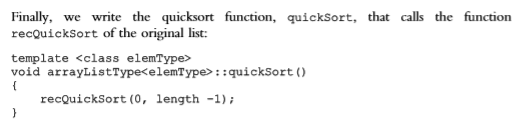 Finally, we write the quicksort function, quickSort, that calls the function
recQuickSort of the original list:
template <class elemType>
void arrayListType<elemType>::quickSort()
{
    recQuickSort(0, length -1);
}